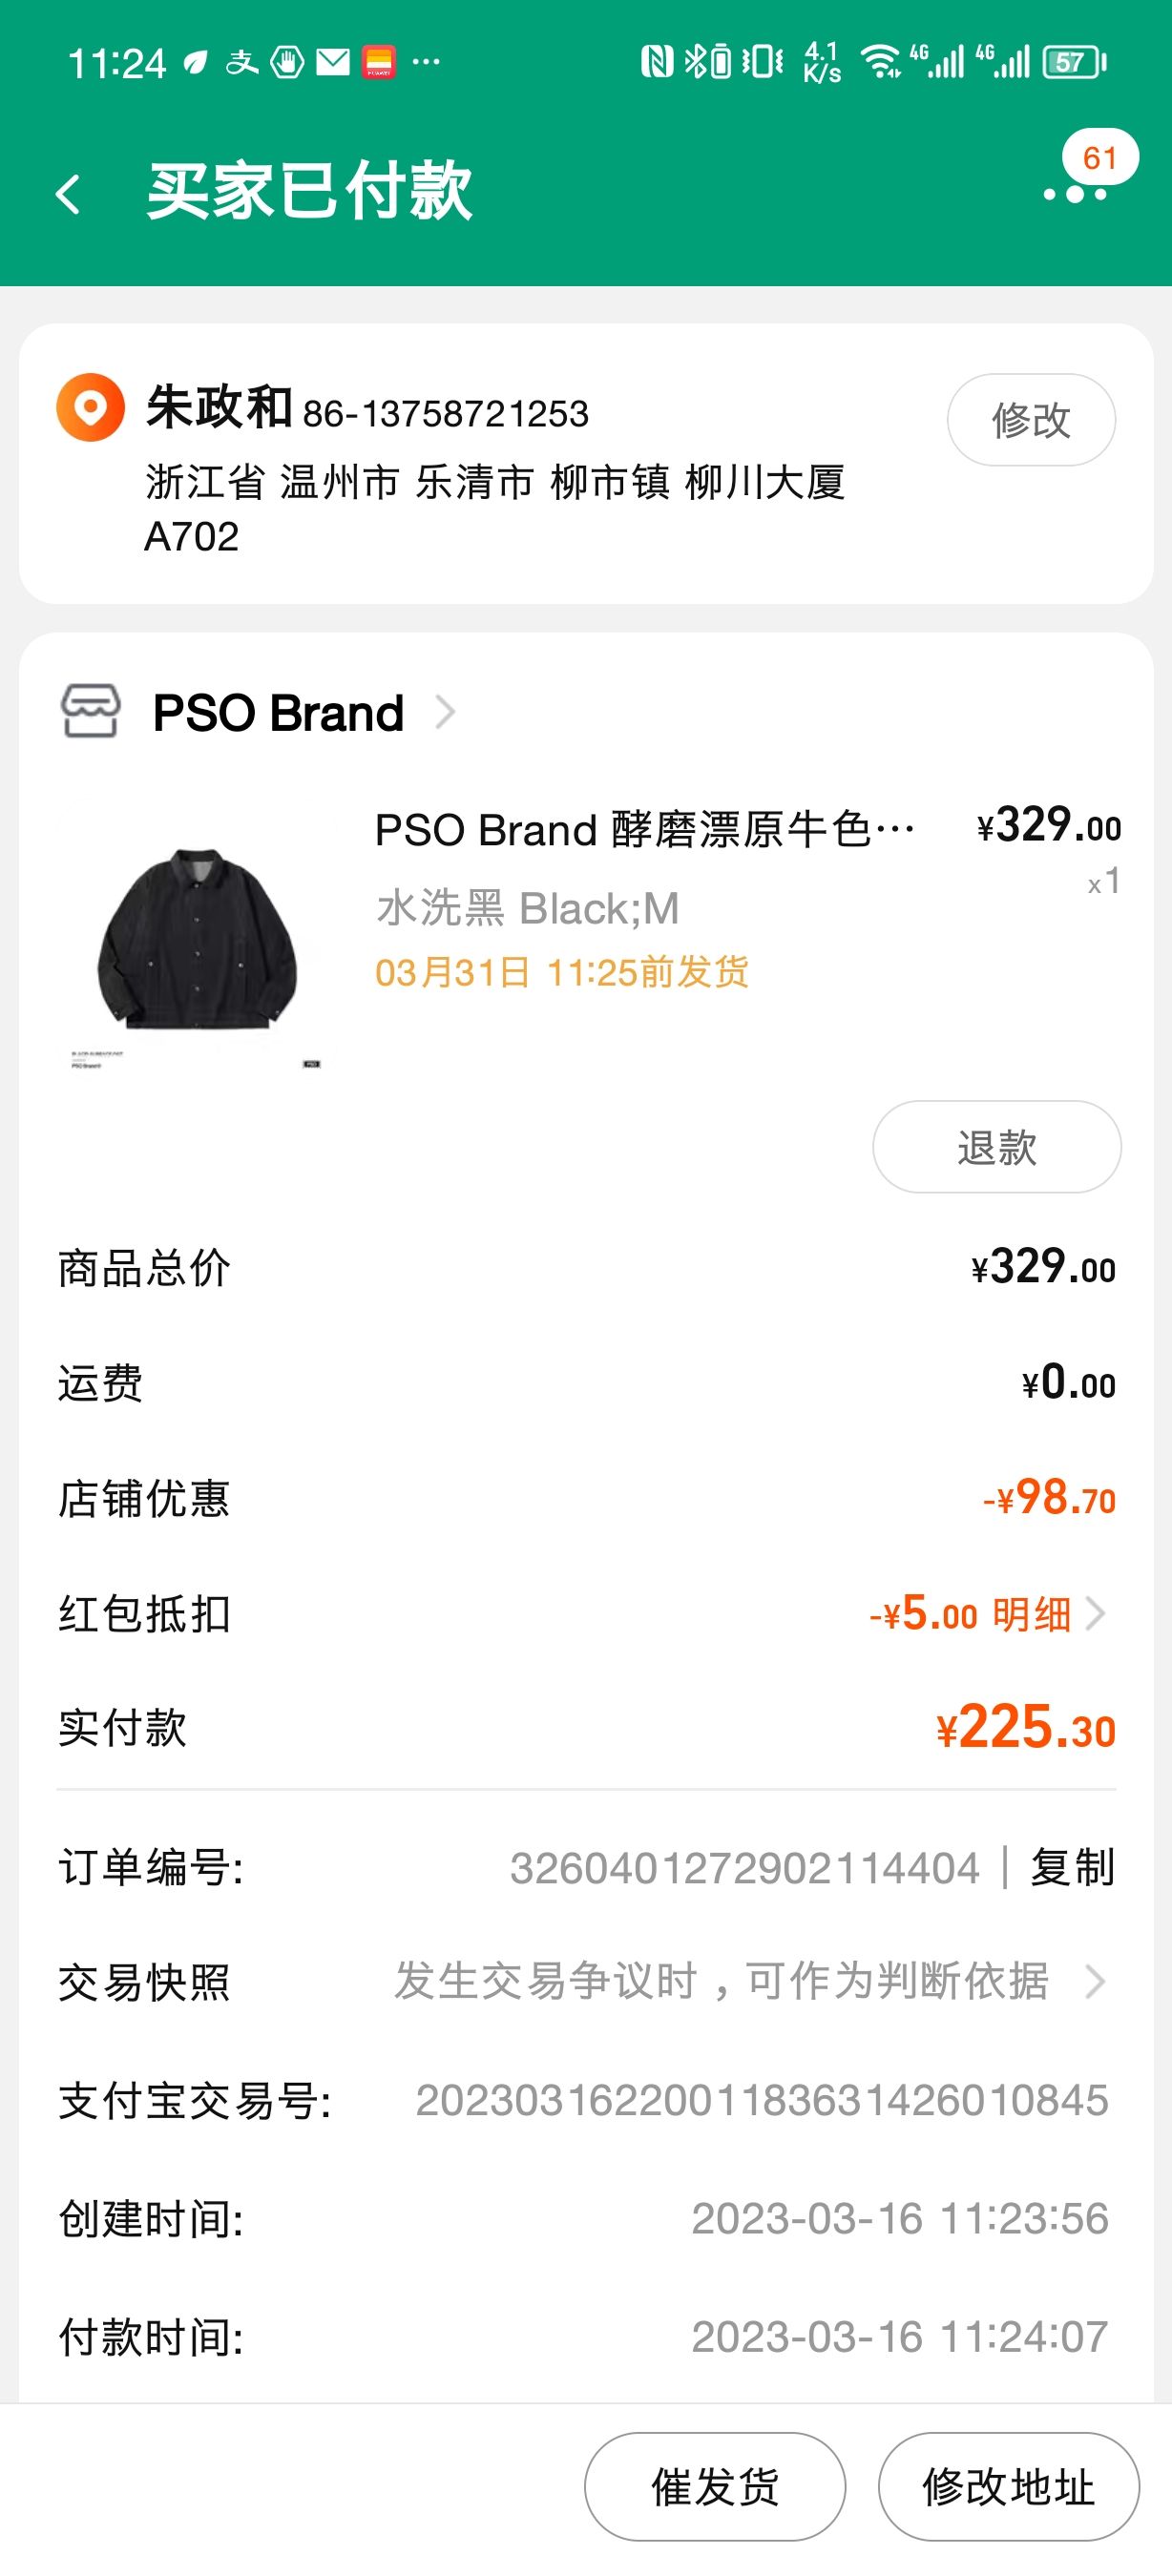 11:24 支 ···
4.1 K/s 4G 4G 57
买家已付款
61
朱政和 86-13758721253
修改
浙江省 温州市 乐清市 柳市镇 柳川大厦
A702
PSO Brand
PSO Brand 酵磨漂原牛色… ¥329.00
x1
水洗黑 Black;M
03月31日 11:25前发货
退款
商品总价 ¥329.00
运费 ¥0.00
店铺优惠 -¥98.70
红包抵扣 -¥5.00 明细
实付款 ¥225.30
订单编号: 3260401272902114404 | 复制
交易快照 发生交易争议时，可作为判断依据
支付宝交易号: 2023031622001183631426010845
创建时间: 2023-03-16 11:23:56
付款时间: 2023-03-16 11:24:07
催发货 修改地址